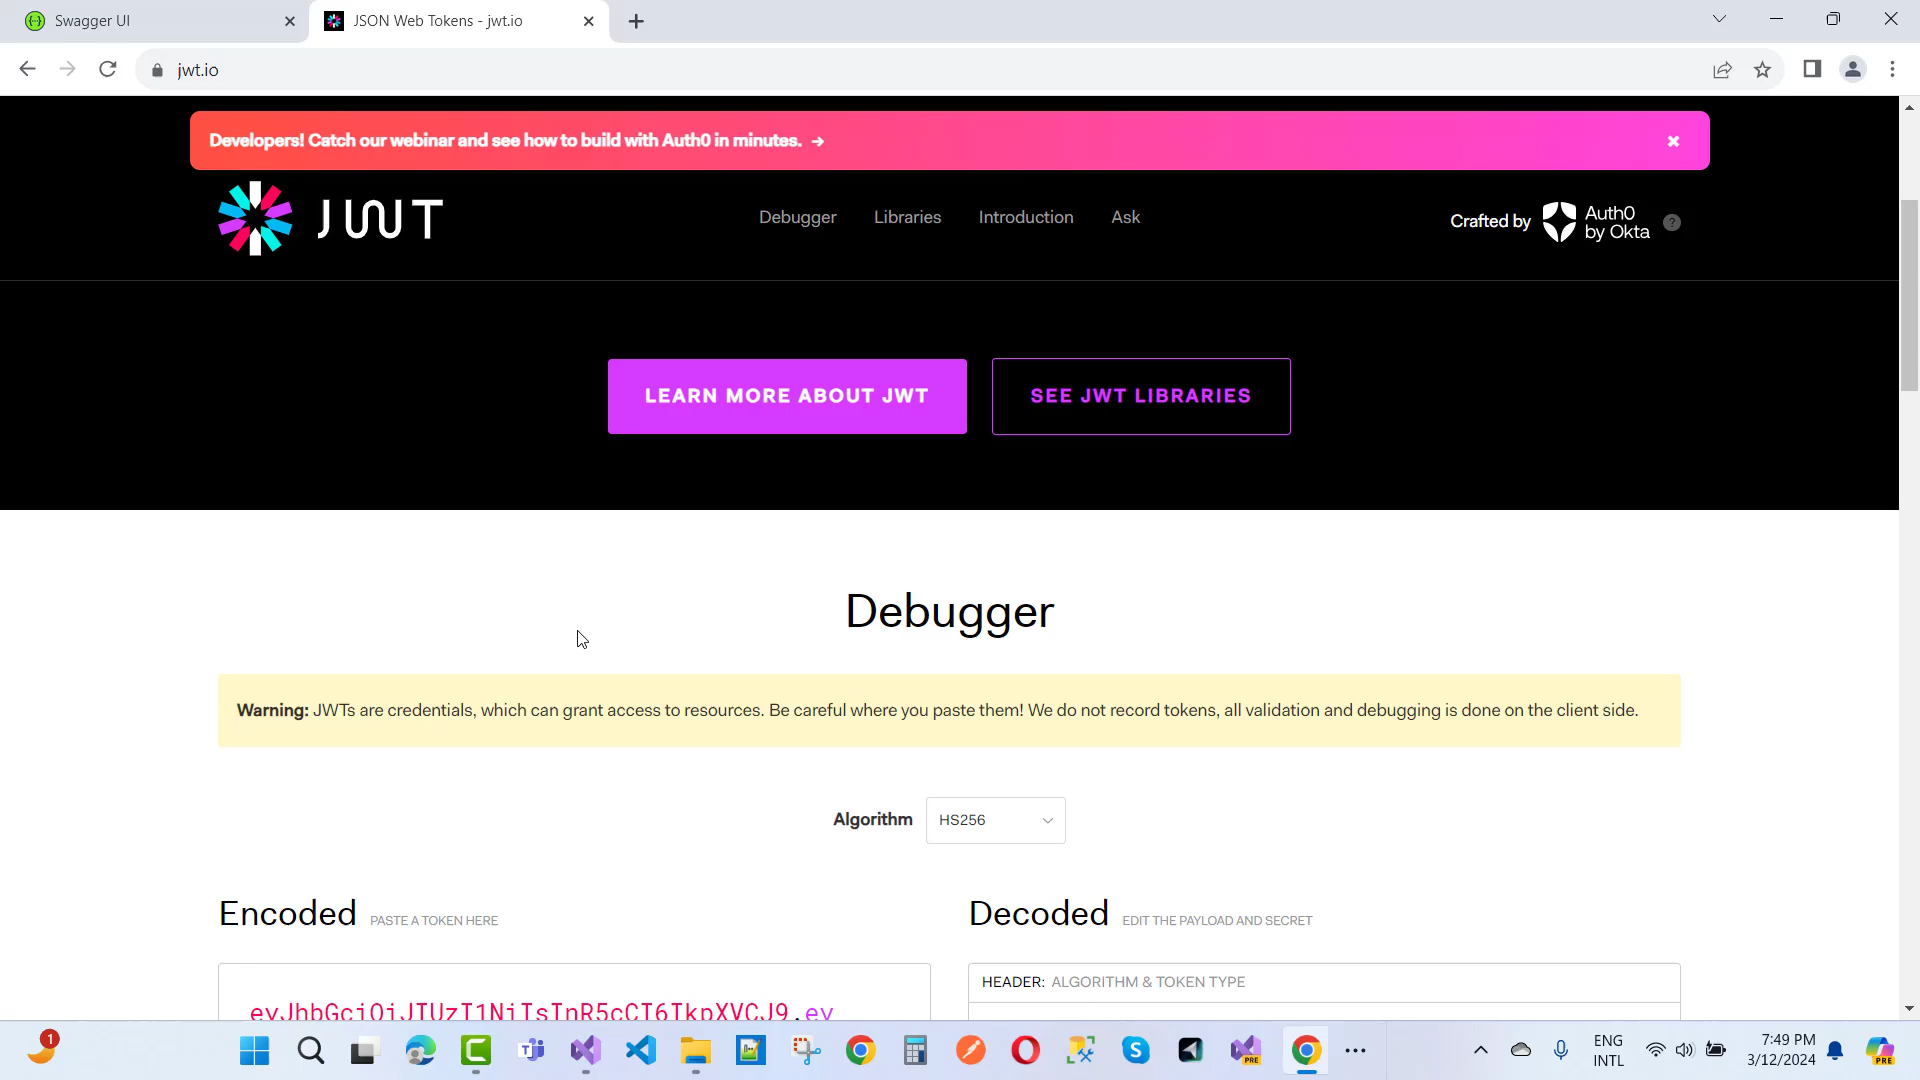 Swagger UI
JSON Web Tokens - jwt.io
jwt.io
Developers! Catch our webinar and see how to build with Auth0 in minutes. →
JWT
Debugger
Libraries
Introduction
Ask
Crafted by
Auth0
by Okta
?
LEARN MORE ABOUT JWT
SEE JWT LIBRARIES
Debugger
Warning: JWTs are credentials, which can grant access to resources. Be careful where you paste them! We do not record tokens, all validation and debugging is done on the client side.
Algorithm
HS256
Encoded PASTE A TOKEN HERE
Decoded EDIT THE PAYLOAD AND SECRET
HEADER: ALGORITHM & TOKEN TYPE
eyJhbGciOiJIUzI1NiIsInR5cCI6IkpXVCJ9.ey
1
ENG
INTL
7:49 PM
3/12/2024
PRE
PRE